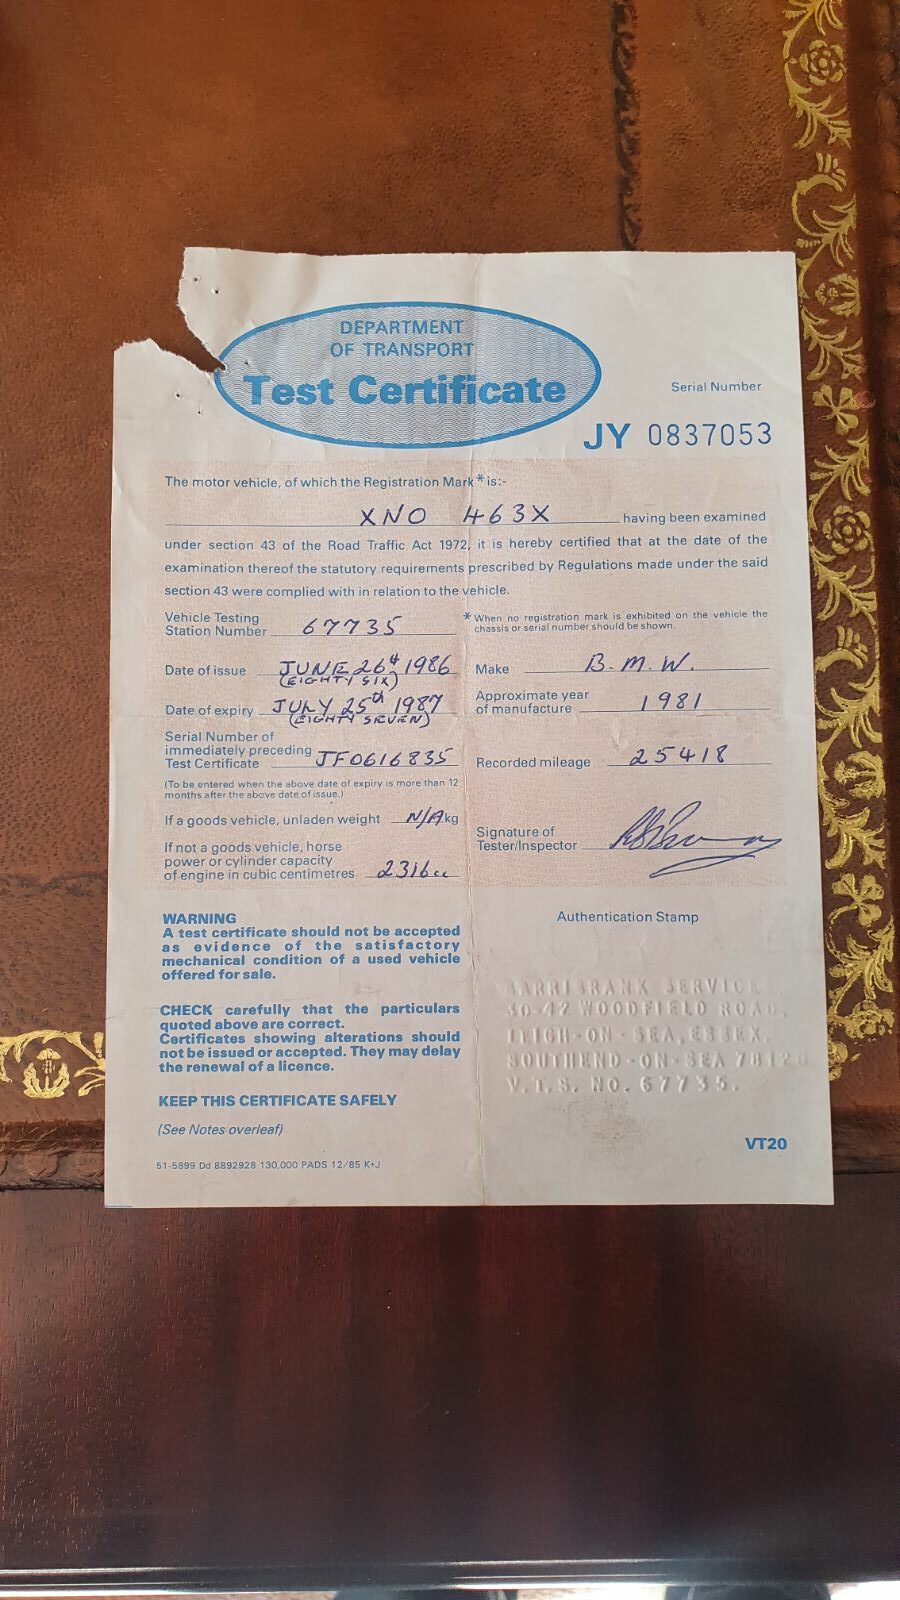 DEPARTMENT
OF TRANSPORT
Test Certificate
Serial Number
JY 0837053
The motor vehicle, of which the Registration Mark* is:-
XNO 463X having been examined
under section 43 of the Road Traffic Act 1972, it is hereby certified that at the date of the
examination thereof the statutory requirements prescribed by Regulations made under the said
section 43 were complied with in relation to the vehicle.
Vehicle Testing
Station Number 67735
* When no registration mark is exhibited on the vehicle the
chassis or serial number should be shown.
Date of issue JUNE 26th 1986
(EIGHTY SIX)
Make B.M.W.
Date of expiry JULY 25th 1987
(EIGHTY SEVEN)
Approximate year
of manufacture 1981
Serial Number of
immediately preceding
Test Certificate JF0616835
Recorded mileage 25418
(To be entered when the above date of expiry is more than 12
months after the above date of issue.)
If a goods vehicle, unladen weight N/A kg
Signature of
Tester/Inspector
If not a goods vehicle, horse
power or cylinder capacity
of engine in cubic centimetres 2316cc
WARNING
A test certificate should not be accepted
as evidence of the satisfactory
mechanical condition of a used vehicle
offered for sale.
CHECK carefully that the particulars
quoted above are correct.
Certificates showing alterations should
not be issued or accepted. They may delay
the renewal of a licence.
KEEP THIS CERTIFICATE SAFELY
(See Notes overleaf)
51-5899 Dd 8892928 130,000 PADS 12/85 K+J
Authentication Stamp
SERVICE
30-42 WOODFIELD ROAD,
LEIGH-ON-SEA, ESSEX.
SOUTHEND-ON-SEA
V.T.S. NO. 67735.
VT20